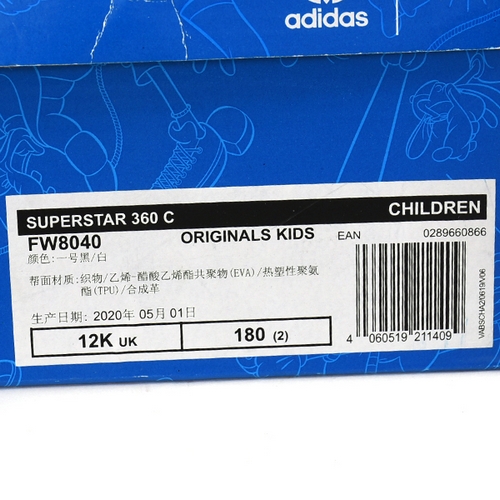 adidas
SUPERSTAR 360 C CHILDREN
FW8040 ORIGINALS KIDS EAN 0289660866
颜色:一号黑/白
帮面材质:织物/乙烯-醋酸乙烯酯共聚物(EVA)/热塑性聚氨
酯(TPU)/合成革
生产日期: 2020年 05月 01日
12K UK 180 (2)
4 060519 211409
VABSCHA2/0619/V06